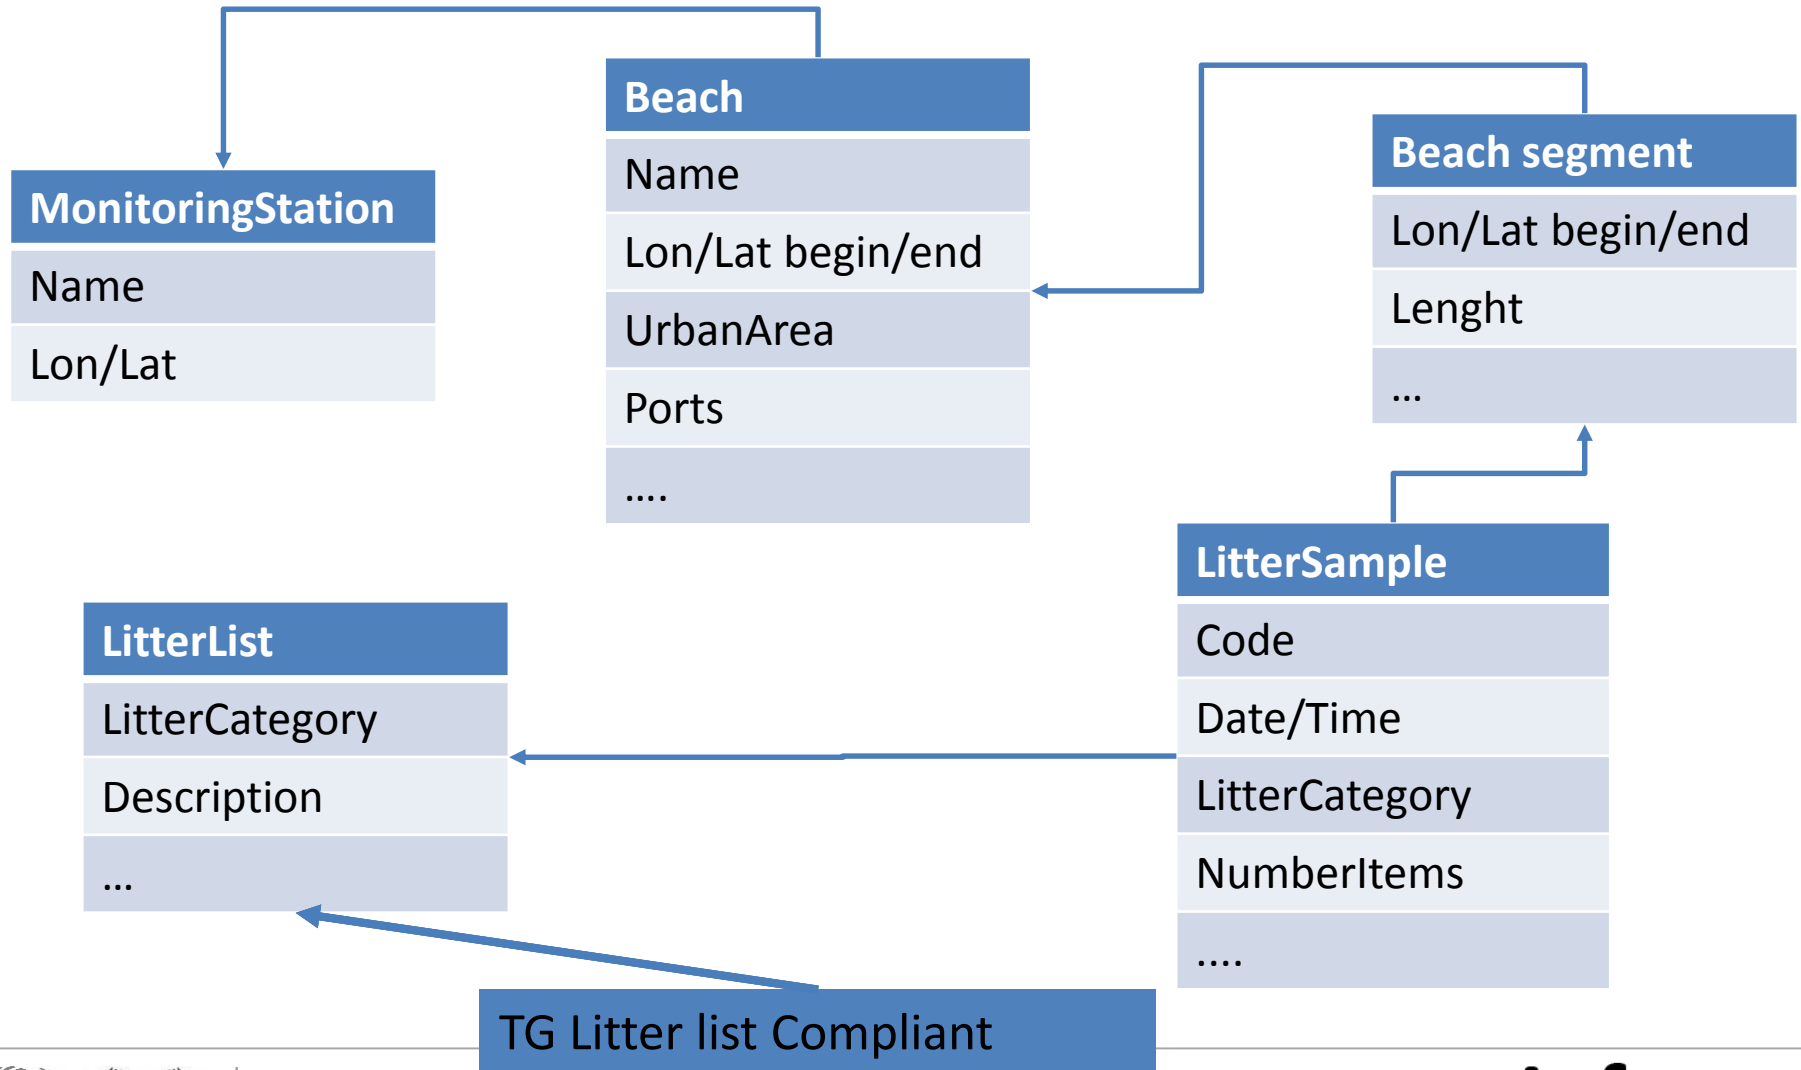 MonitoringStation
Name
Lon/Lat
Beach
Name
Lon/Lat begin/end
UrbanArea
Ports
....
Beach segment
Lon/Lat begin/end
Lenght
...
LitterList
LitterCategory
Description
...
LitterSample
Code
Date/Time
LitterCategory
NumberItems
....
TG Litter list Compliant